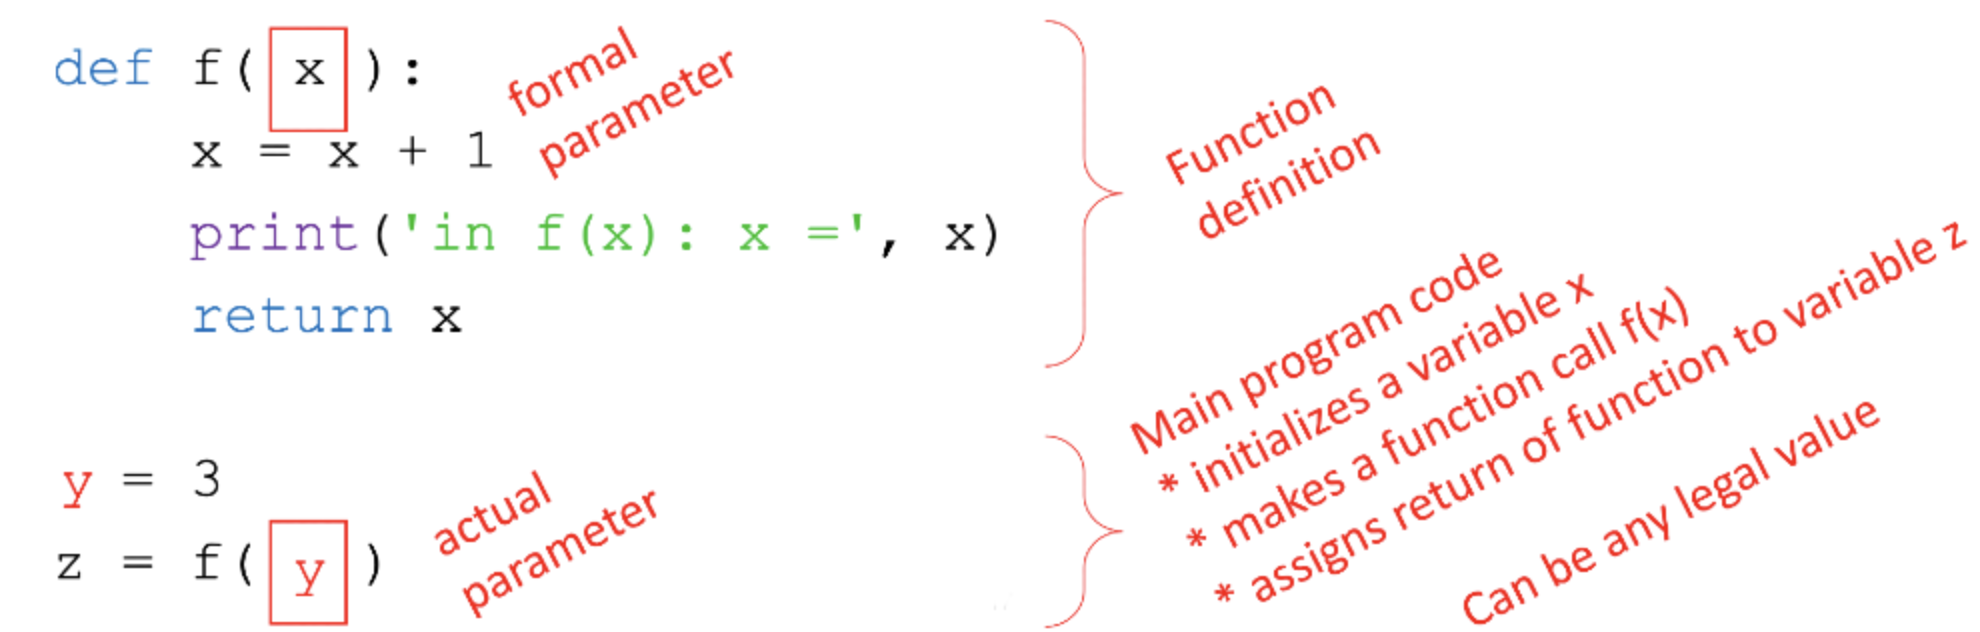 def f( x ):
x = x + 1
print('in f(x): x =', x)
return x
formal
parameter
Function
definition
y = 3
z = f( y )
actual
parameter
Main program code
* initializes a variable x
* makes a function call f(x)
* assigns return of function to variable z
Can be any legal value